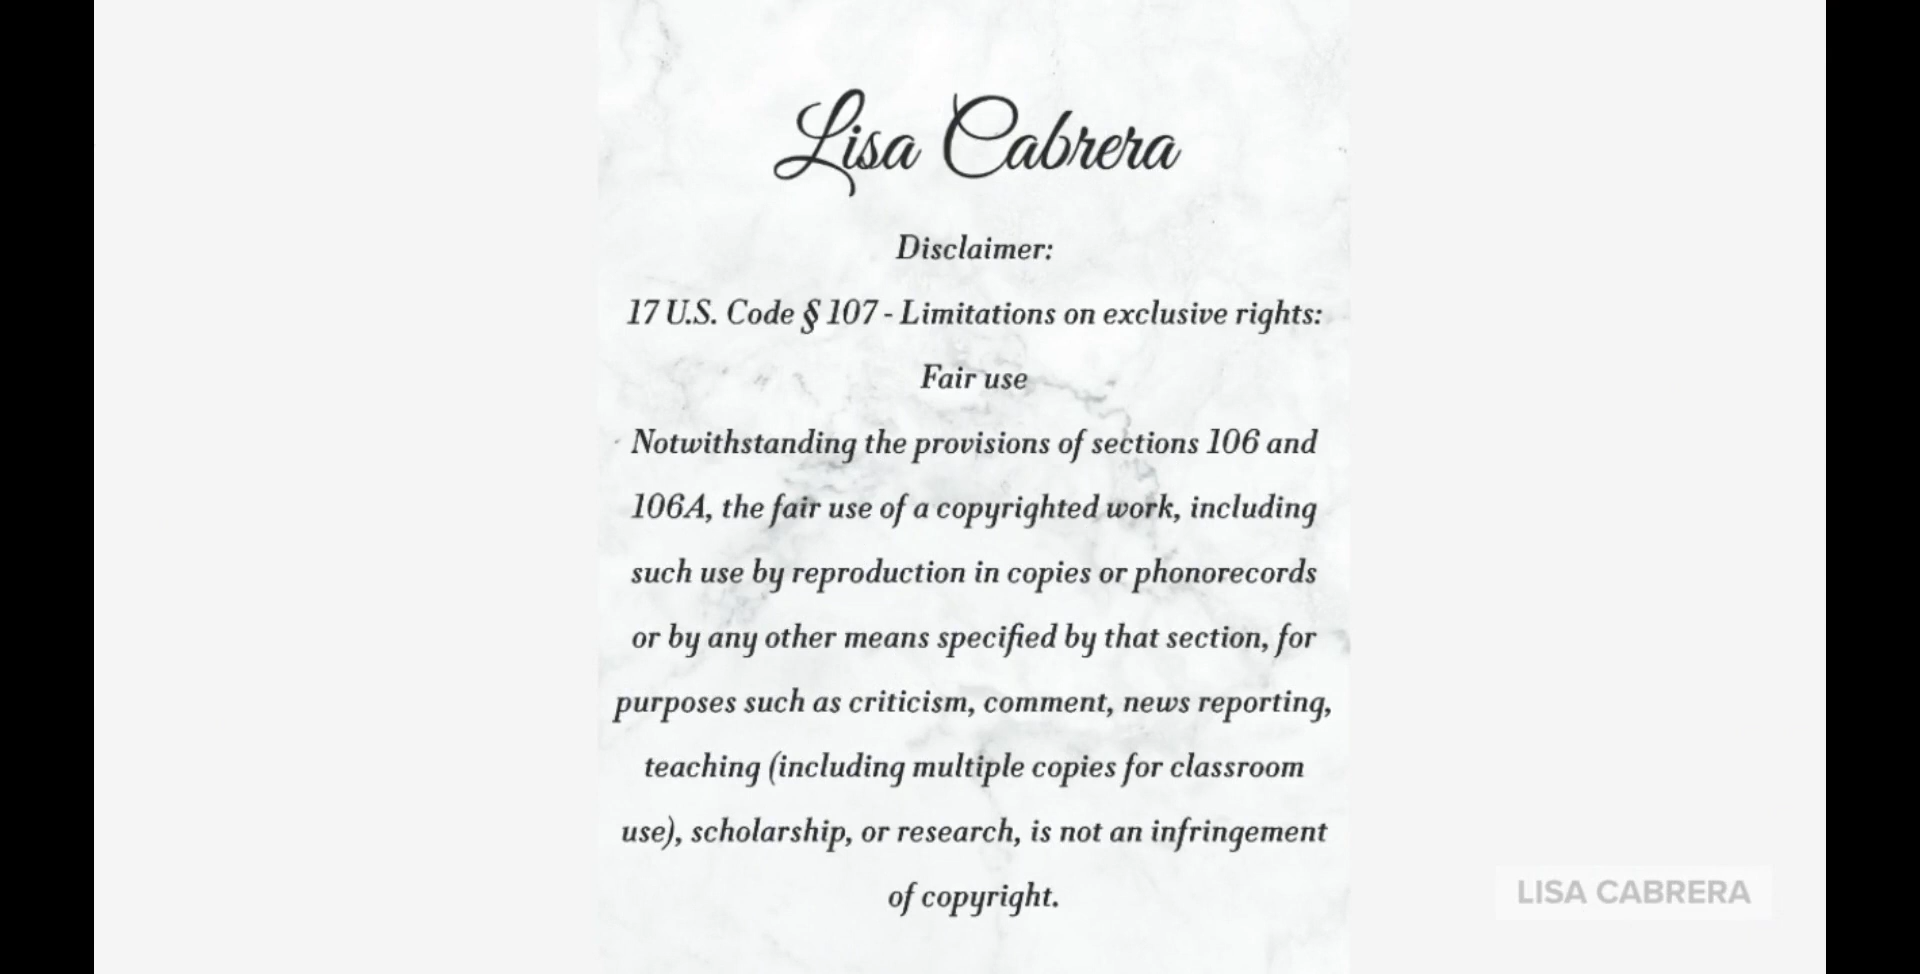 Lisa Cabrera
Disclaimer:
17 U.S. Code § 107 - Limitations on exclusive rights:
Fair use
Notwithstanding the provisions of sections 106 and
106A, the fair use of a copyrighted work, including
such use by reproduction in copies or phonorecords
or by any other means specified by that section, for
purposes such as criticism, comment, news reporting,
teaching (including multiple copies for classroom
use), scholarship, or research, is not an infringement
of copyright.
LISA CABRERA